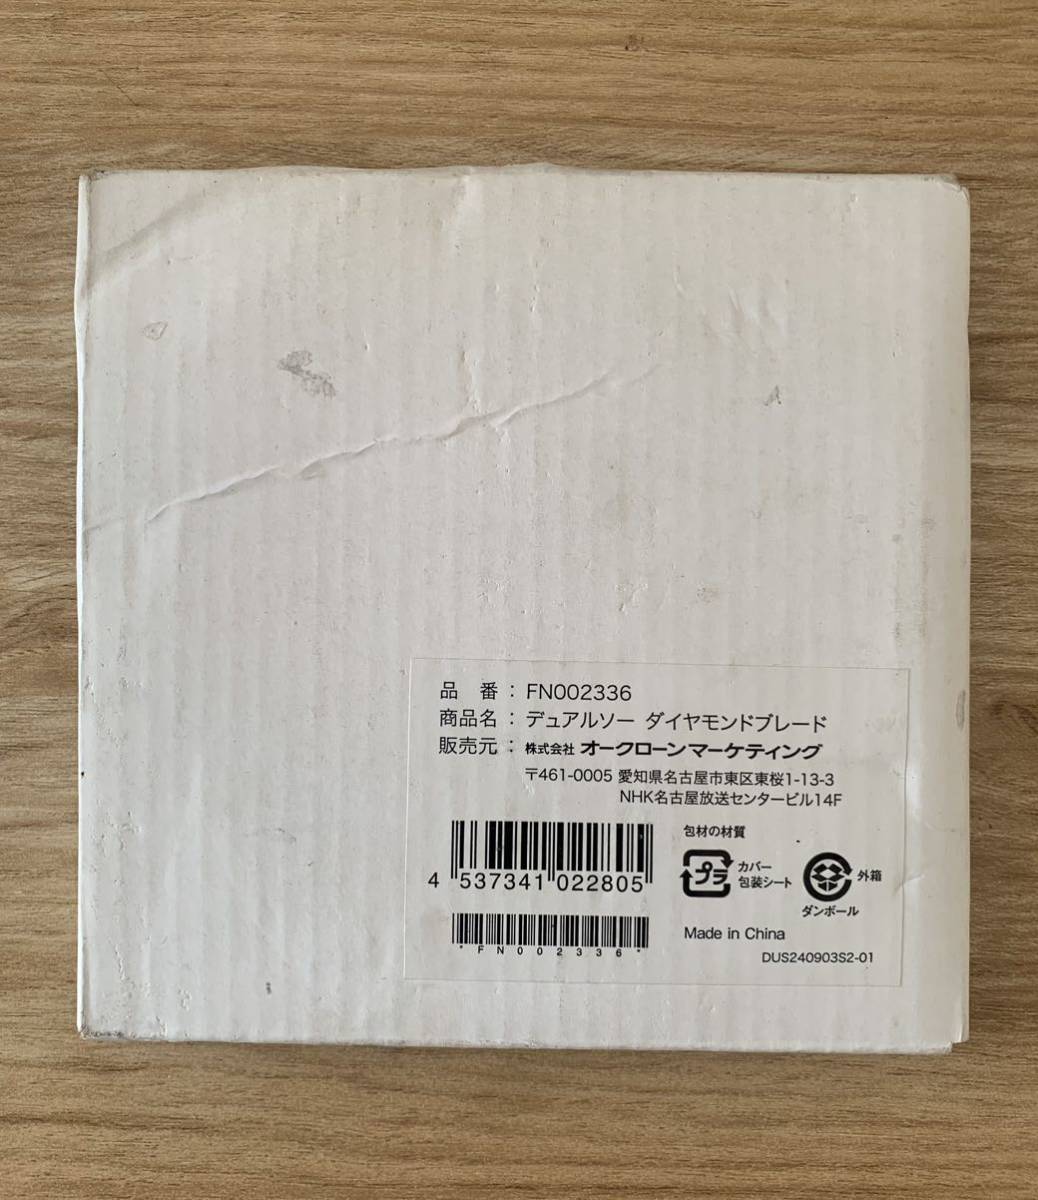 品 番 : FN002336
商品名 : デュアルソー ダイヤモンドブレード
販売元 : 株式会社 オークローンマーケティング
〒461-0005 愛知県名古屋市東区東桜1-13-3
NHK名古屋放送センタービル14F
4 537341 022805
*FN002336*
包材の材質
プラ
カバー
包装シート
外箱
ダンボール
Made in China
DUS240903S2-01